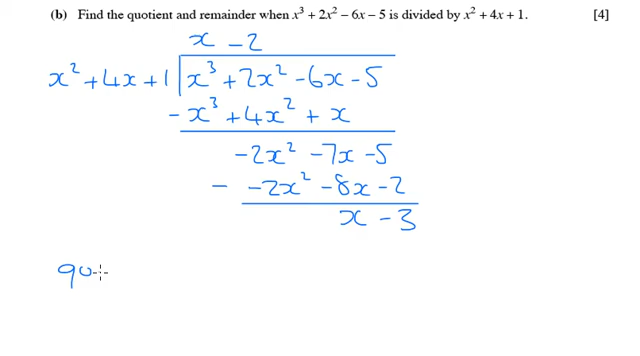 (b) Find the quotient and remainder when x³ + 2x² − 6x − 5 is divided by x² + 4x + 1. [4]
x − 2
x² + 4x + 1 | x³ + 2x² − 6x − 5
− x³ + 4x² + x
−2x² − 7x − 5
− −2x² − 8x − 2
x − 3